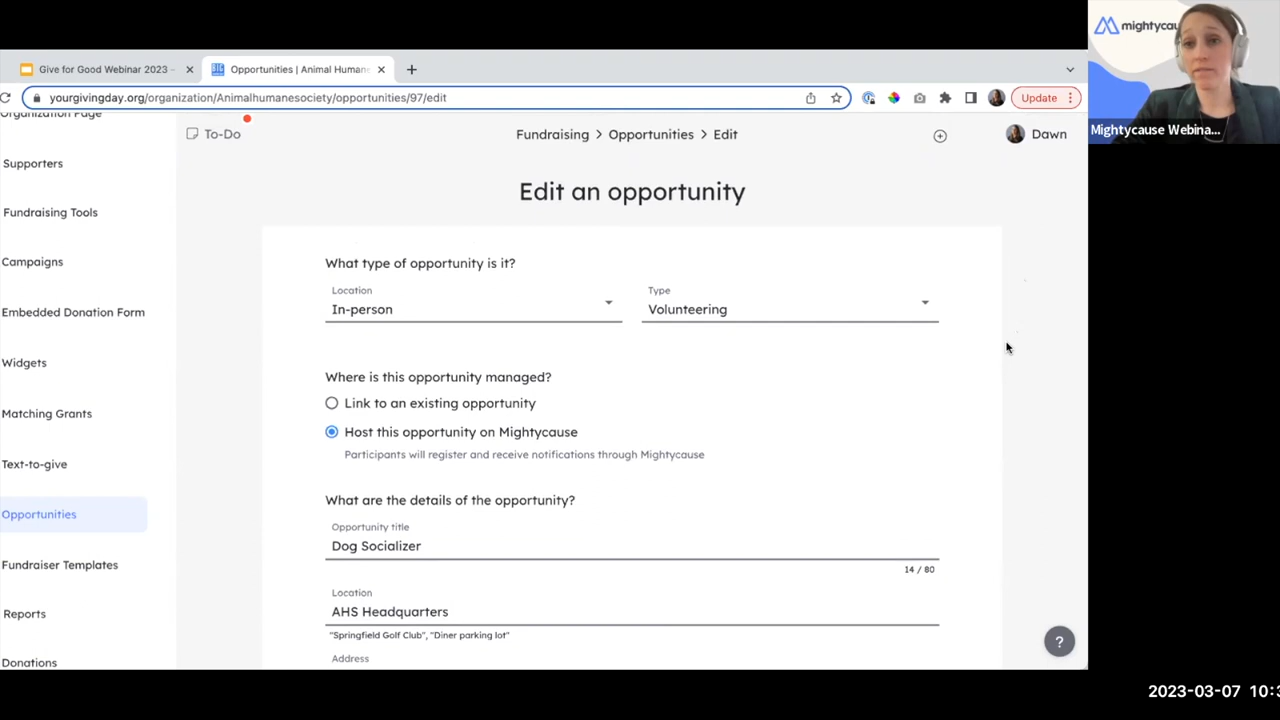 mightycau
Give for Good Webinar 2023 –
Opportunities | Animal Humane
yourgivingday.org/organization/Animalhumanesociety/opportunities/97/edit
Update
Mightycause Webina...
Organization Page
To-Do
Fundraising > Opportunities > Edit
Dawn
Supporters
Fundraising Tools
Campaigns
Embedded Donation Form
Widgets
Matching Grants
Text-to-give
Opportunities
Fundraiser Templates
Reports
Donations
Edit an opportunity
What type of opportunity is it?
Location
In-person
Type
Volunteering
Where is this opportunity managed?
Link to an existing opportunity
Host this opportunity on Mightycause
Participants will register and receive notifications through Mightycause
What are the details of the opportunity?
Opportunity title
Dog Socializer
14 / 80
Location
AHS Headquarters
"Springfield Golf Club", "Diner parking lot"
Address
?
2023-03-07 10:3